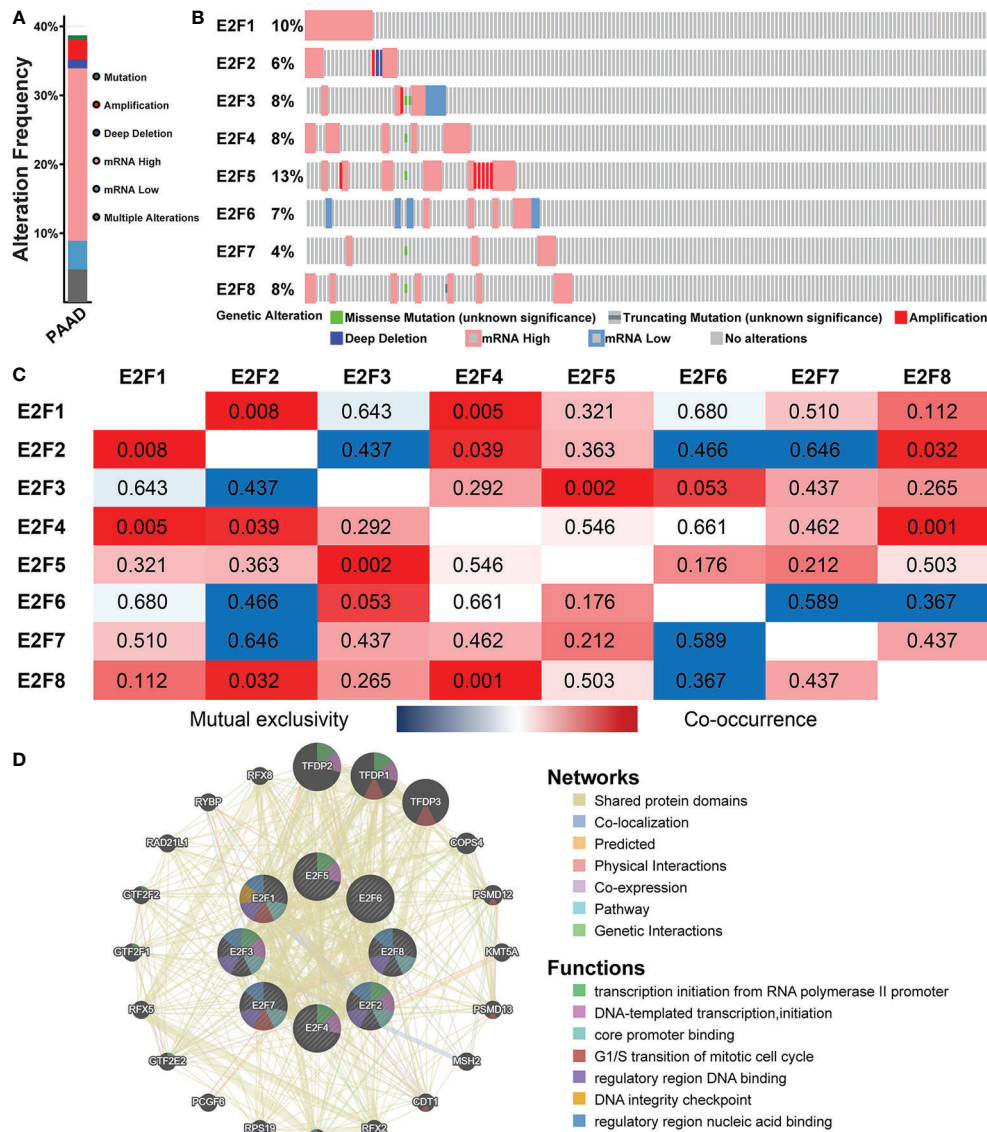 A
40%
30%
20%
10%
Alteration Frequency
PAAD
Mutation
Amplification
Deep Deletion
mRNA High
mRNA Low
Multiple Alterations
B
E2F1 10%
E2F2 6%
E2F3 8%
E2F4 8%
E2F5 13%
E2F6 7%
E2F7 4%
E2F8 8%
Genetic Alteration Missense Mutation (unknown significance) Truncating Mutation (unknown significance) Amplification
Deep Deletion mRNA High mRNA Low No alterations
C
E2F1 E2F2 E2F3 E2F4 E2F5 E2F6 E2F7 E2F8
E2F1 0.008 0.643 0.005 0.321 0.680 0.510 0.112
E2F2 0.008 0.437 0.039 0.363 0.466 0.646 0.032
E2F3 0.643 0.437 0.292 0.002 0.053 0.437 0.265
E2F4 0.005 0.039 0.292 0.546 0.661 0.462 0.001
E2F5 0.321 0.363 0.002 0.546 0.176 0.212 0.503
E2F6 0.680 0.466 0.053 0.661 0.176 0.589 0.367
E2F7 0.510 0.646 0.437 0.462 0.212 0.589 0.437
E2F8 0.112 0.032 0.265 0.001 0.503 0.367 0.437
Mutual exclusivity Co-occurrence
D
TFDP2
TFDP1
TFDP3
RFX8
RYBP
RAD21L1
COPS4
GTF2F2
PSMD12
E2F5
E2F1
E2F6
GTF2F1
E2F3
E2F8
KMT5A
RFX5
E2F7
E2F2
PSMD13
E2F4
GTF2E2
MSH2
PCGF6
CDT1
RPS19
RFX2
Networks
Shared protein domains
Co-localization
Predicted
Physical Interactions
Co-expression
Pathway
Genetic Interactions
Functions
transcription initiation from RNA polymerase II promoter
DNA-templated transcription,initiation
core promoter binding
G1/S transition of mitotic cell cycle
regulatory region DNA binding
DNA integrity checkpoint
regulatory region nucleic acid binding